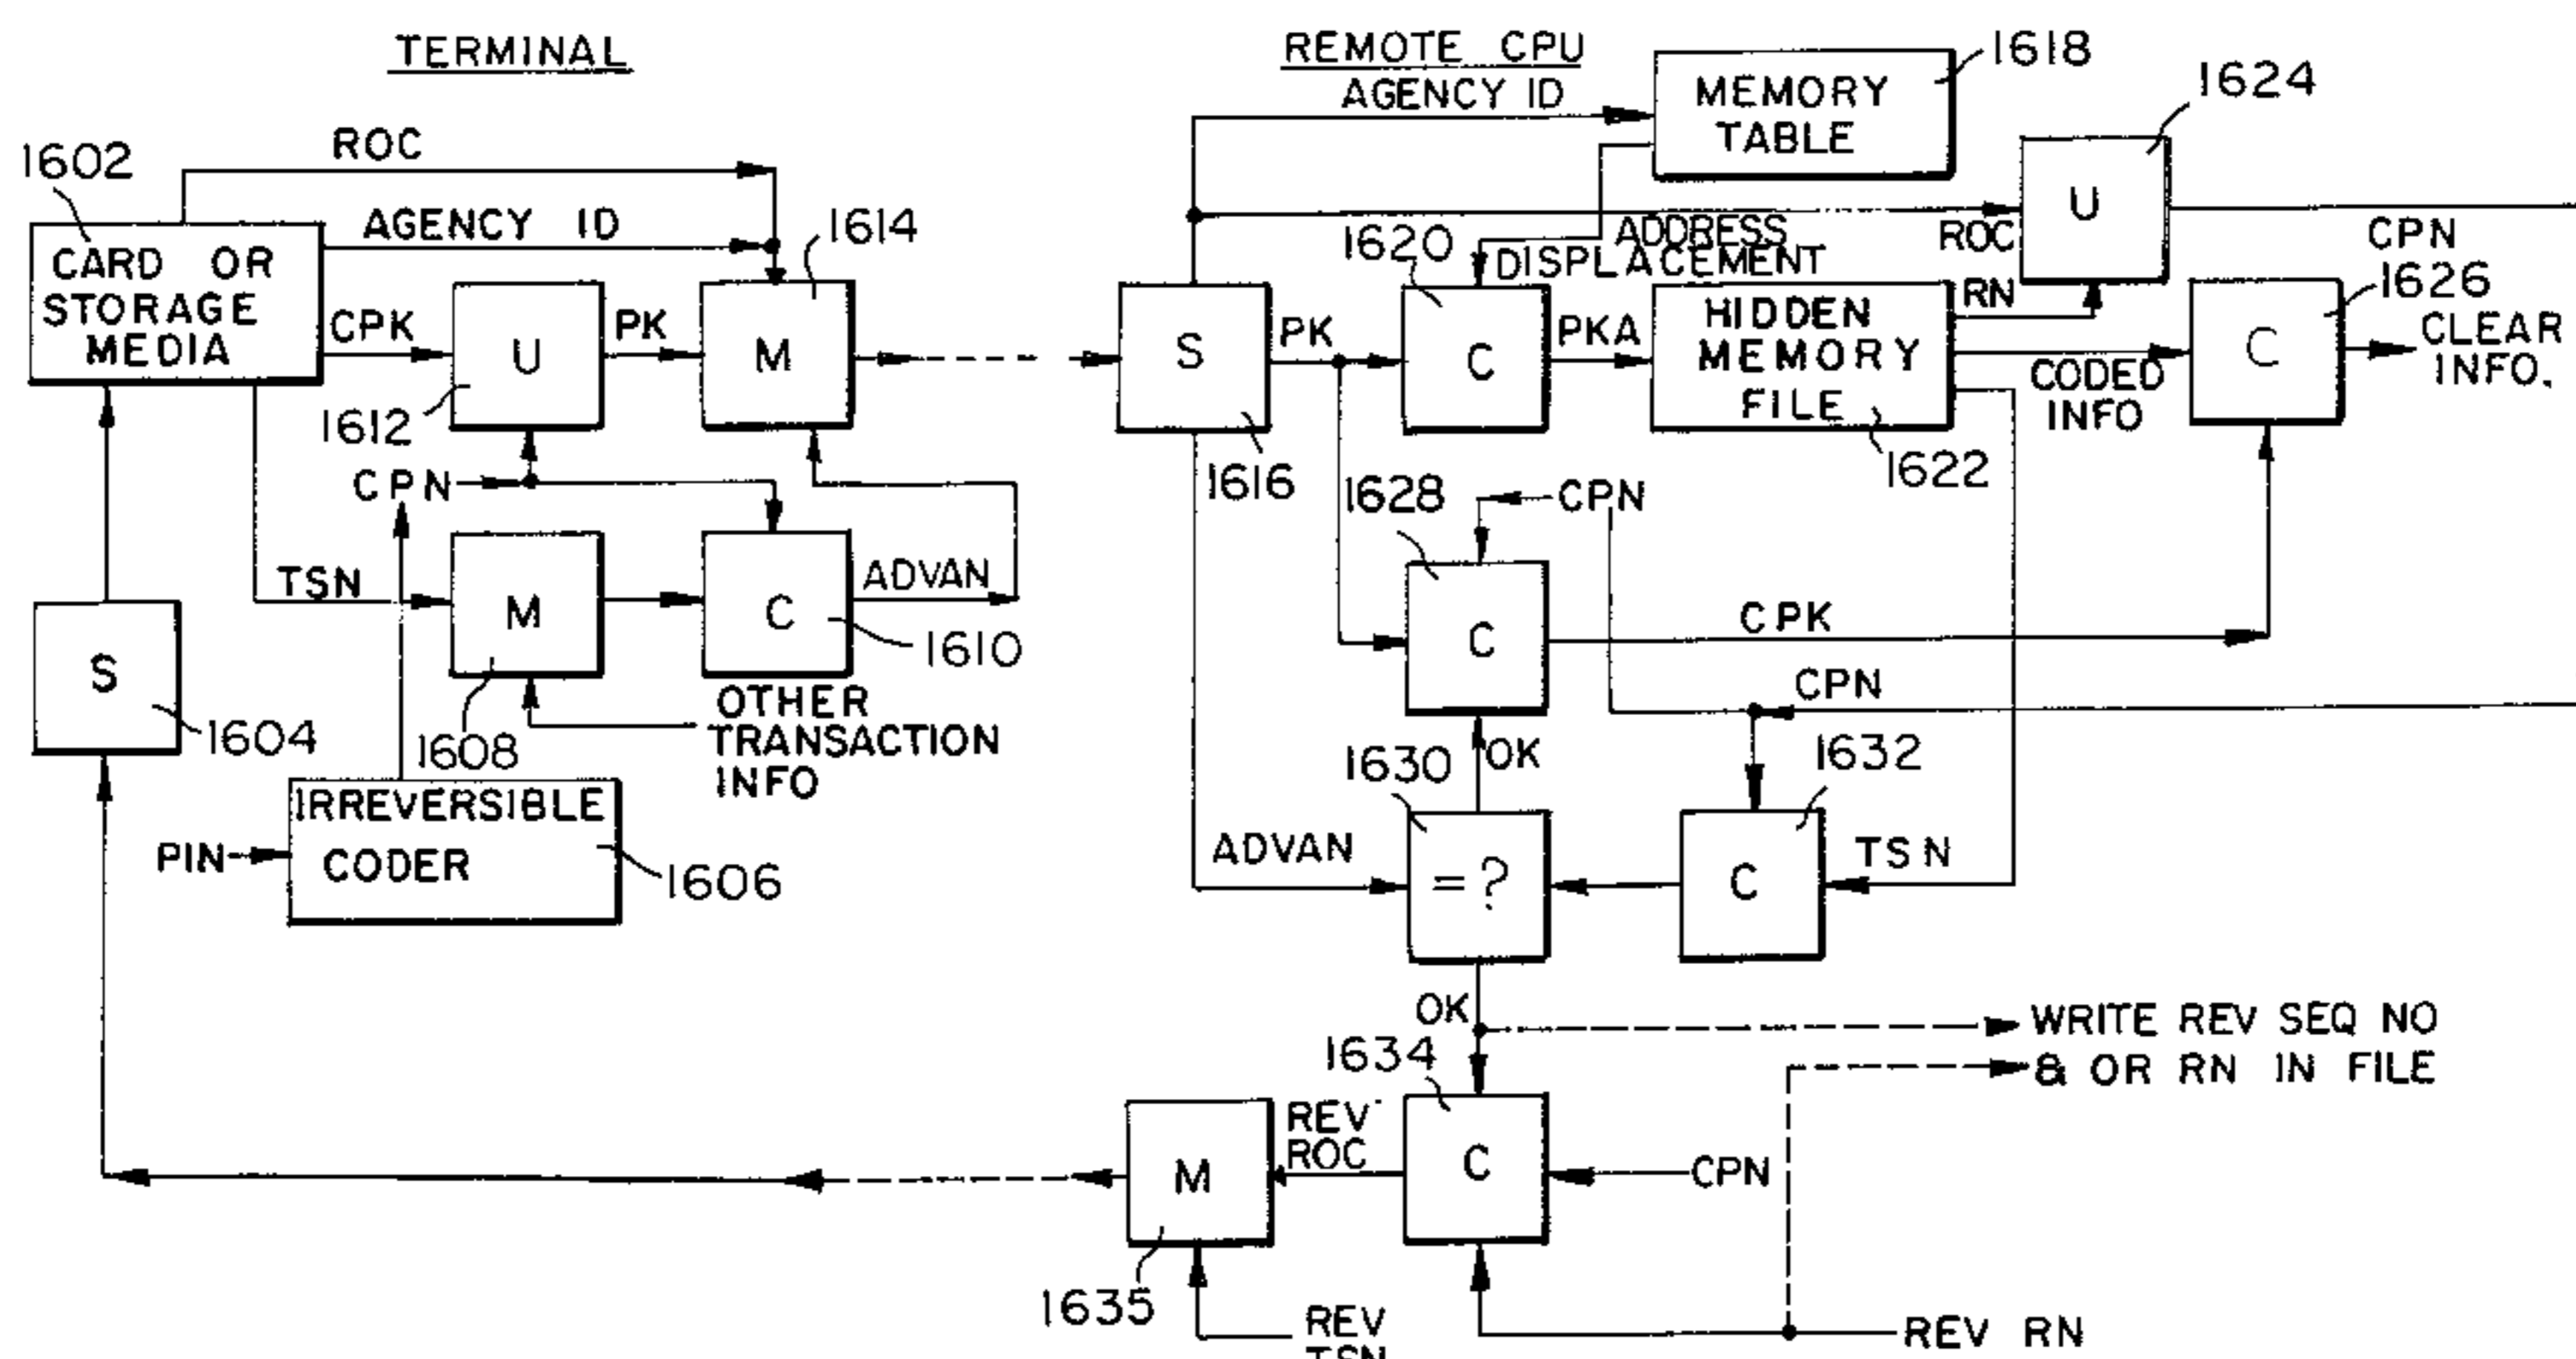 TERMINAL
REMOTE CPU
1618
1624
AGENCY ID
MEMORY
TABLE
U
1602
ROC
AGENCY ID
1614
CARD OR
STORAGE
MEDIA
CPK
U
PK
M
1612
S
1616
PK
1620
C
ADDRESS
DISPLACEMENT
PKA
HIDDEN
MEMORY
FILE
1622
ROC
RN
CODED
INFO
CPN
1626
C
CLEAR
INFO.
CPN
TSN
M
1608
C
ADVAN
1610
OTHER
TRANSACTION
INFO
S
1604
IRREVERSIBLE
CODER
PIN
1606
1628
CPN
C
CPK
CPN
1630
OK
1632
ADVAN
= ?
C
TSN
OK
WRITE REV SEQ NO
& OR RN IN FILE
1634
C
REV
ROC
M
1635
CPN
REV
TSN
REV RN